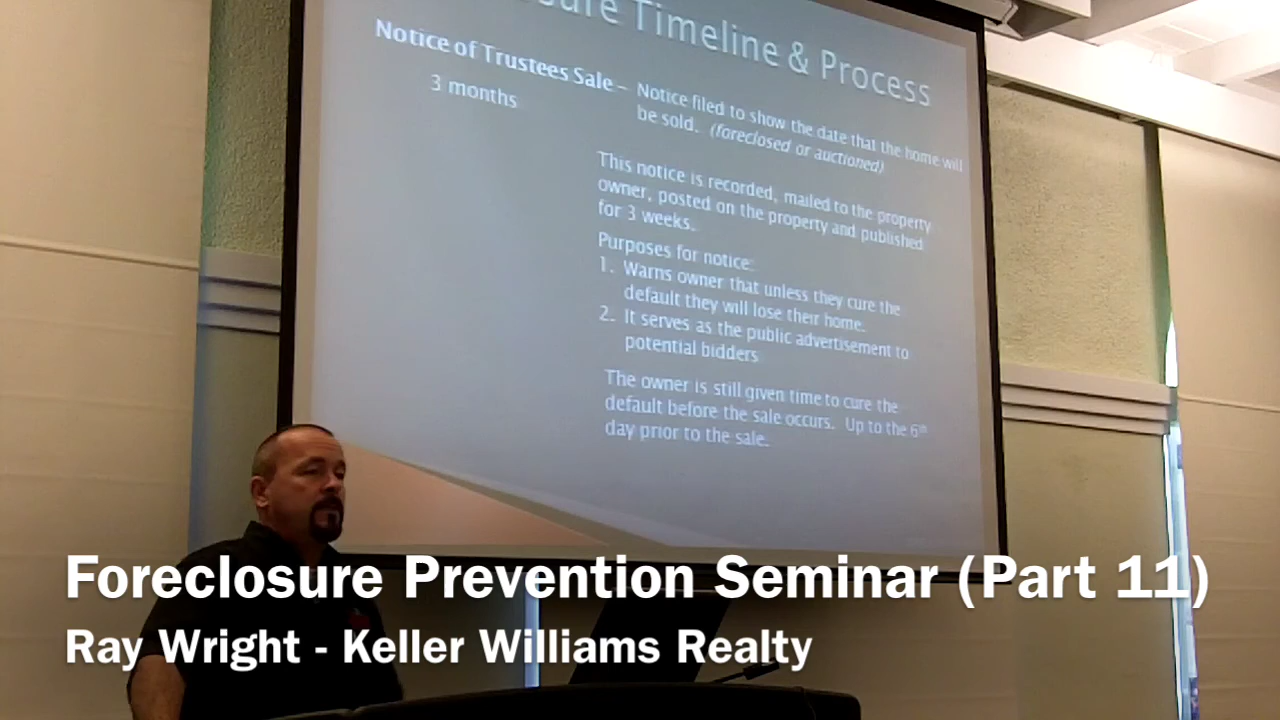 sure Timeline & Process
Notice of Trustees Sale –
3 months
Notice filed to show the date that the home will
be sold. (foreclosed or auctioned)
This notice is recorded, mailed to the property
owner, posted on the property and published
for 3 weeks.
Purposes for notice:
1. Warns owner that unless they cure the
default they will lose their home.
2. It serves as the public advertisement to
potential bidders
The owner is still given time to cure the
default before the sale occurs. Up to the 6th
day prior to the sale.
Foreclosure Prevention Seminar (Part 11)
Ray Wright - Keller Williams Realty